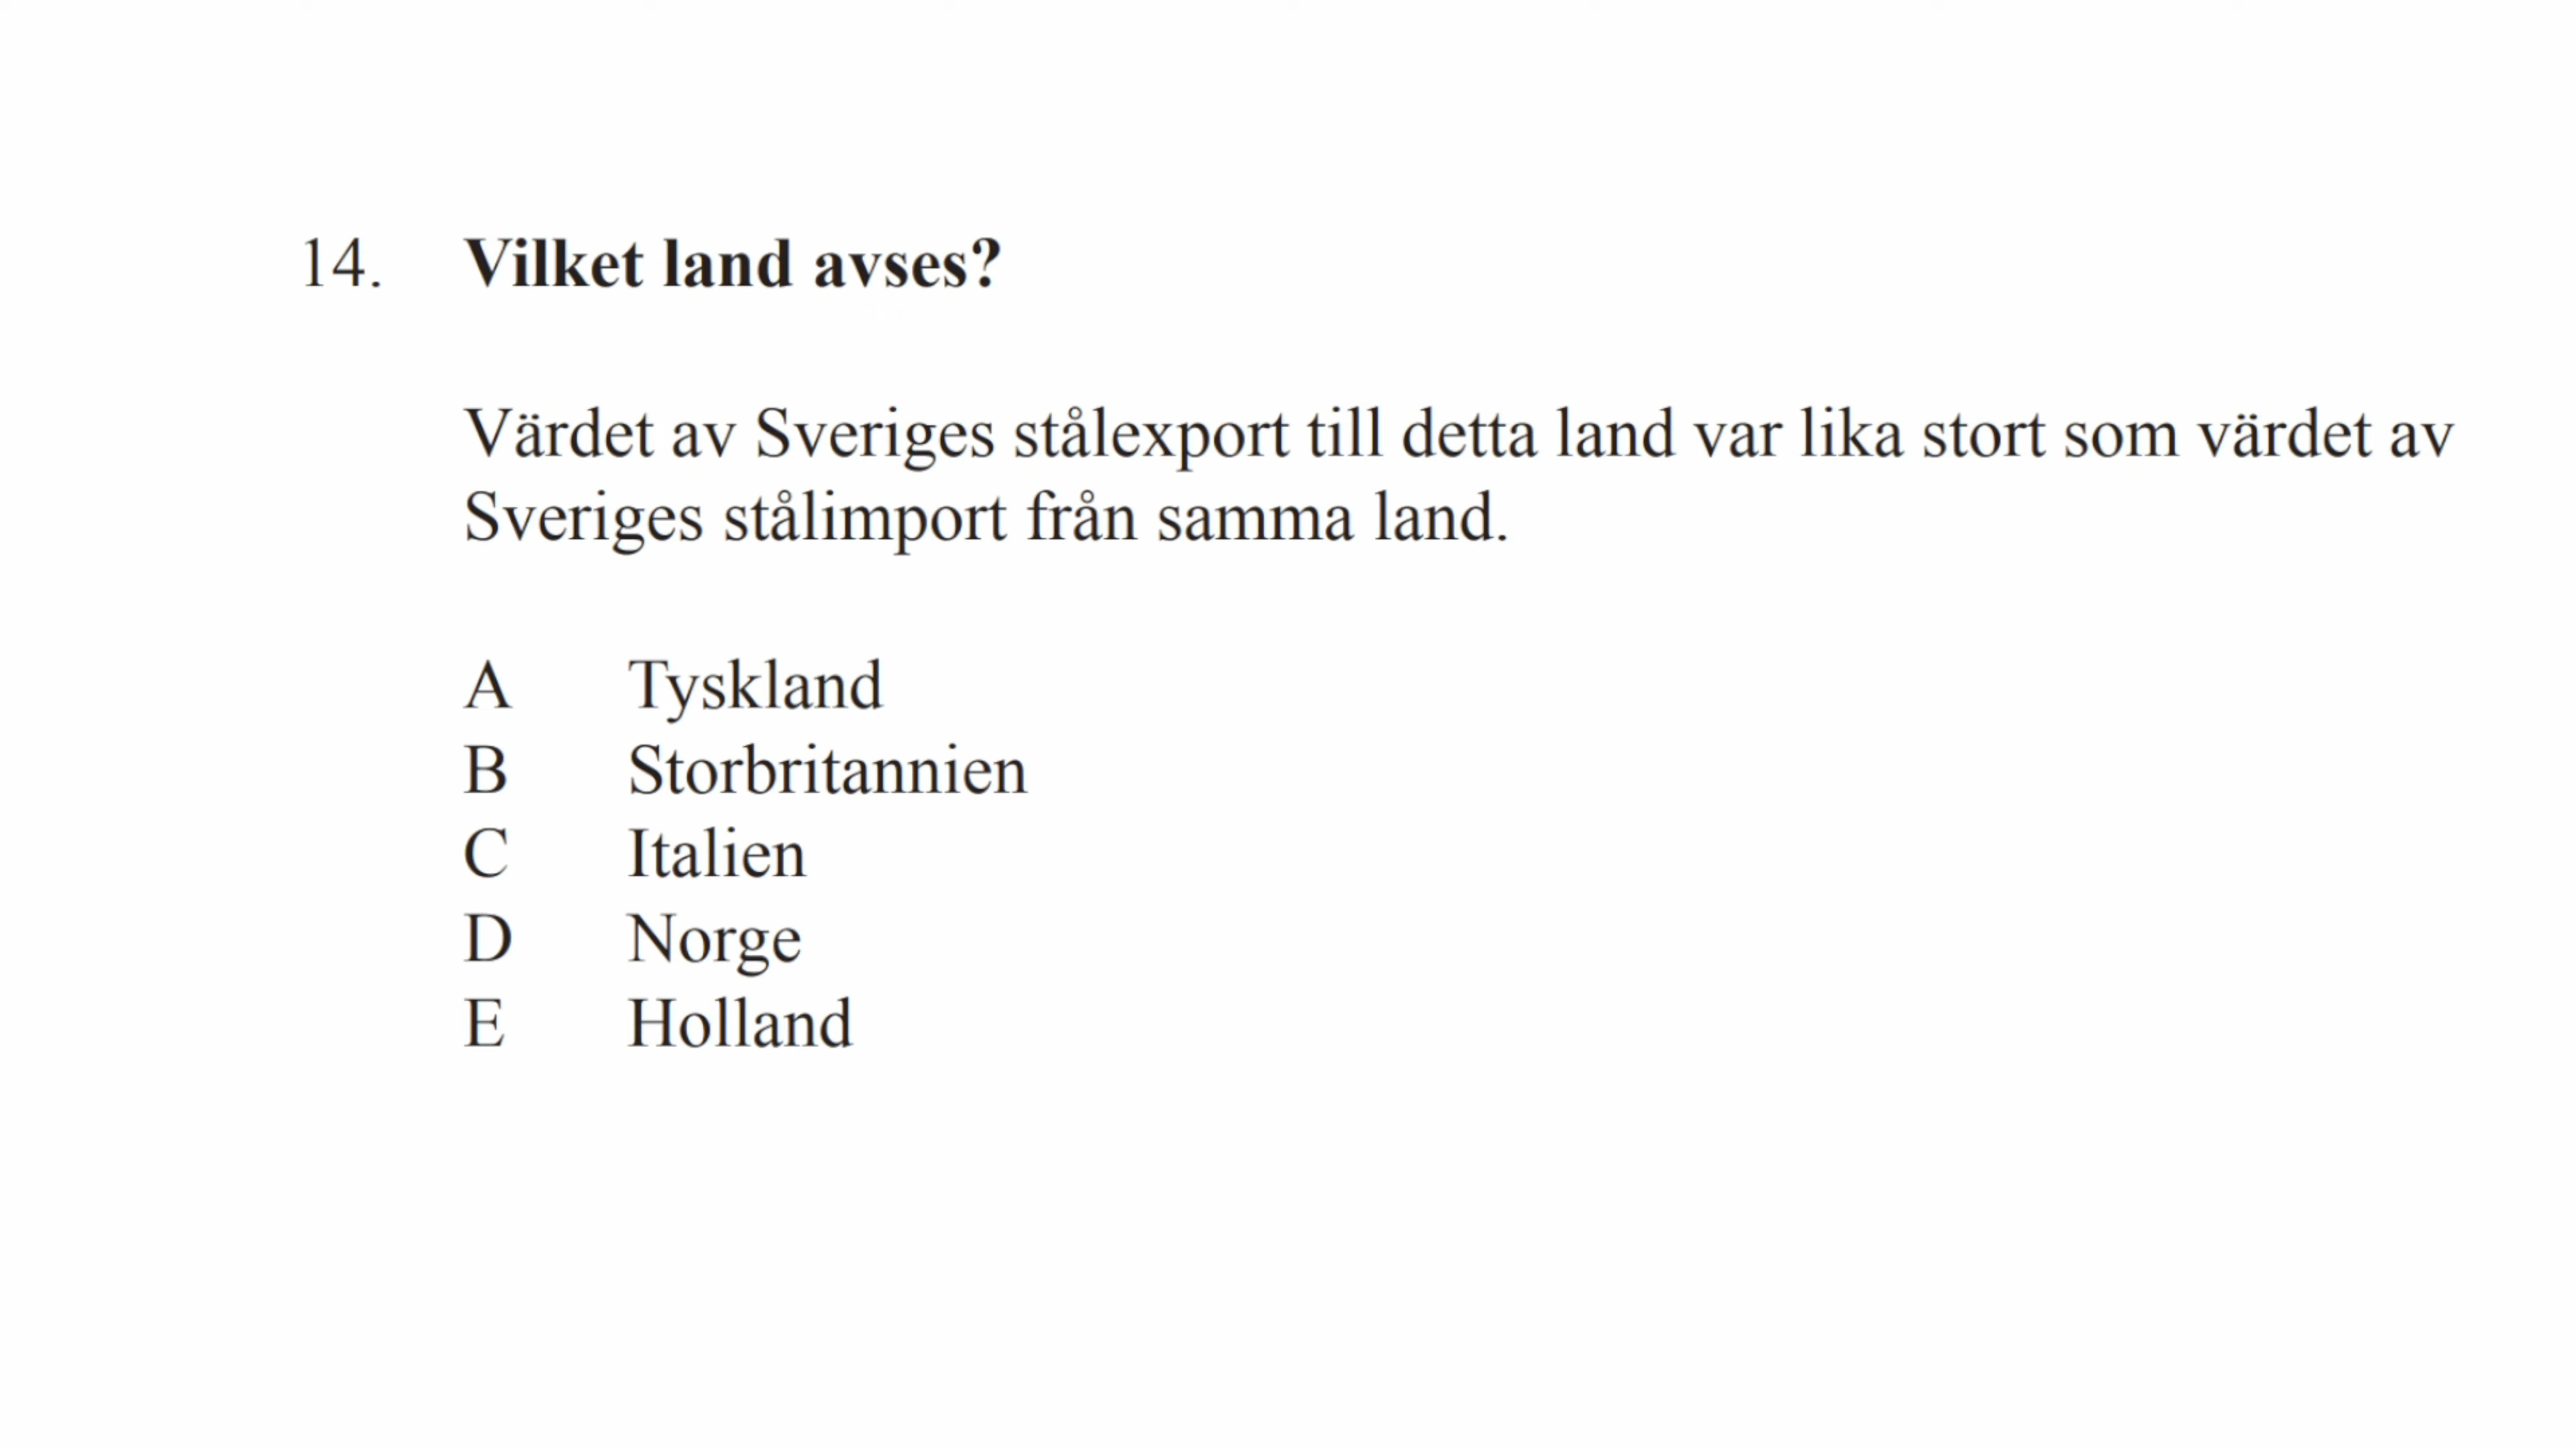 14. Vilket land avses?
Värdet av Sveriges stålexport till detta land var lika stort som värdet av
Sveriges stålimport från samma land.
A Tyskland
B Storbritannien
C Italien
D Norge
E Holland